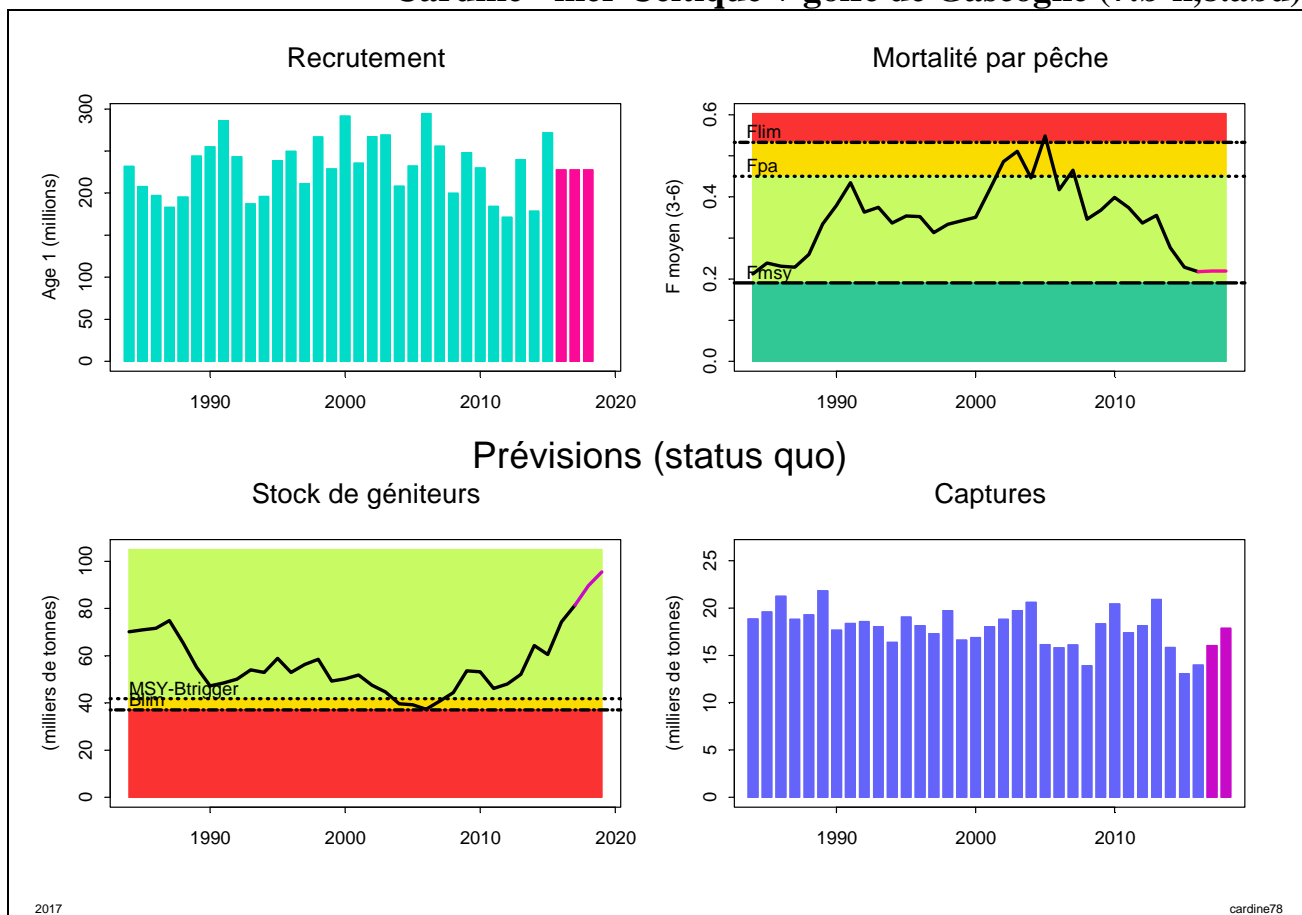 Recrutement
Mortalité par pêche
Age 1 (millions)
0 50 100 200 300
1990 2000 2010 2020
F moyen (3-6)
0.0 0.2 0.4 0.6
Flim
Fpa
Fmsy
1990 2000 2010
Prévisions (status quo)
Stock de géniteurs
Captures
(milliers de tonnes)
0 20 40 60 80 100
MSY-Btrigger
Blim
1990 2000 2010 2020
(milliers de tonnes)
0 5 10 15 20 25
1990 2000 2010
2017
cardine78